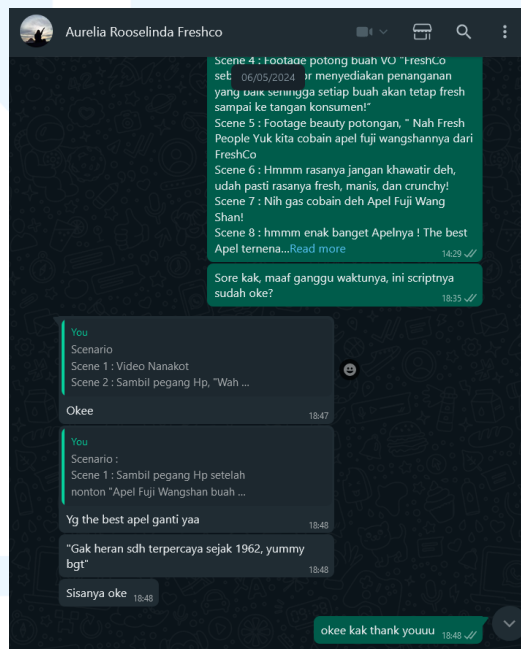 Aurelia Rooselinda Freshco
Scene 4 : Footage potong buah VO "FreshCo
06/05/2024
menyediakan penanganan
yang baik sehingga setiap buah akan tetap fresh
sampai ke tangan konsumen!"
Scene 5 : Footage beauty potongan, " Nah Fresh
People Yuk kita cobain apel fuji wangshannya dari
FreshCo
Scene 6 : Hmmm rasanya jangan khawatir deh,
udah pasti rasanya fresh, manis, dan crunchy!
Scene 7 : Nih gas cobain deh Apel Fuji Wang
Shan!
Scene 8 : hmmm enak banget Apelnya ! The best
Apel ternena...Read more
14:29
Sore kak, maaf ganggu waktunya, ini scriptnya
sudah oke?
18:35
You
Scenario
Scene 1 : Video Nanakot
Scene 2 : Sambil pegang Hp, "Wah ...
Okee
18:47
You
Scenario :
Scene 1 : Sambil pegang Hp setelah
nonton "Apel Fuji Wangshan buah ...
Yg the best apel ganti yaa
18:48
"Gak heran sdh terpercaya sejak 1962, yummy
bgt"
18:48
Sisanya oke 18:48
okee kak thank youuu 18:48